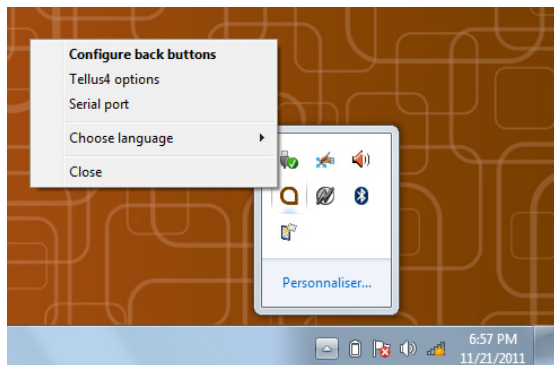 Configure back buttons
Tellus4 options
Serial port
Choose language
Close
Personnaliser...
6:57 PM
11/21/2011